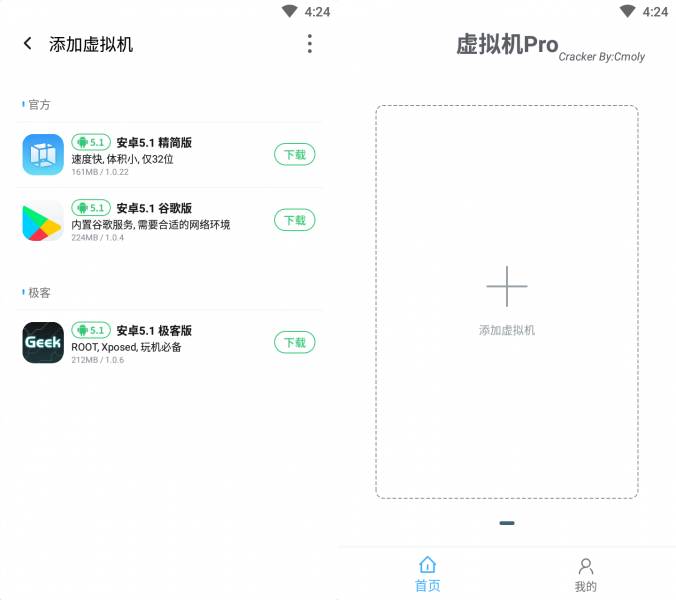 4:24
添加虚拟机
官方
5.1 安卓5.1 精简版
速度快, 体积小, 仅32位
161MB / 1.0.22
下载
5.1 安卓5.1 谷歌版
内置谷歌服务, 需要合适的网络环境
224MB / 1.0.4
下载
极客
Geek
5.1 安卓5.1 极客版
ROOT, Xposed, 玩机必备
212MB / 1.0.6
下载
4:24
虚拟机Pro
Cracker By:Cmoly
添加虚拟机
首页
我的